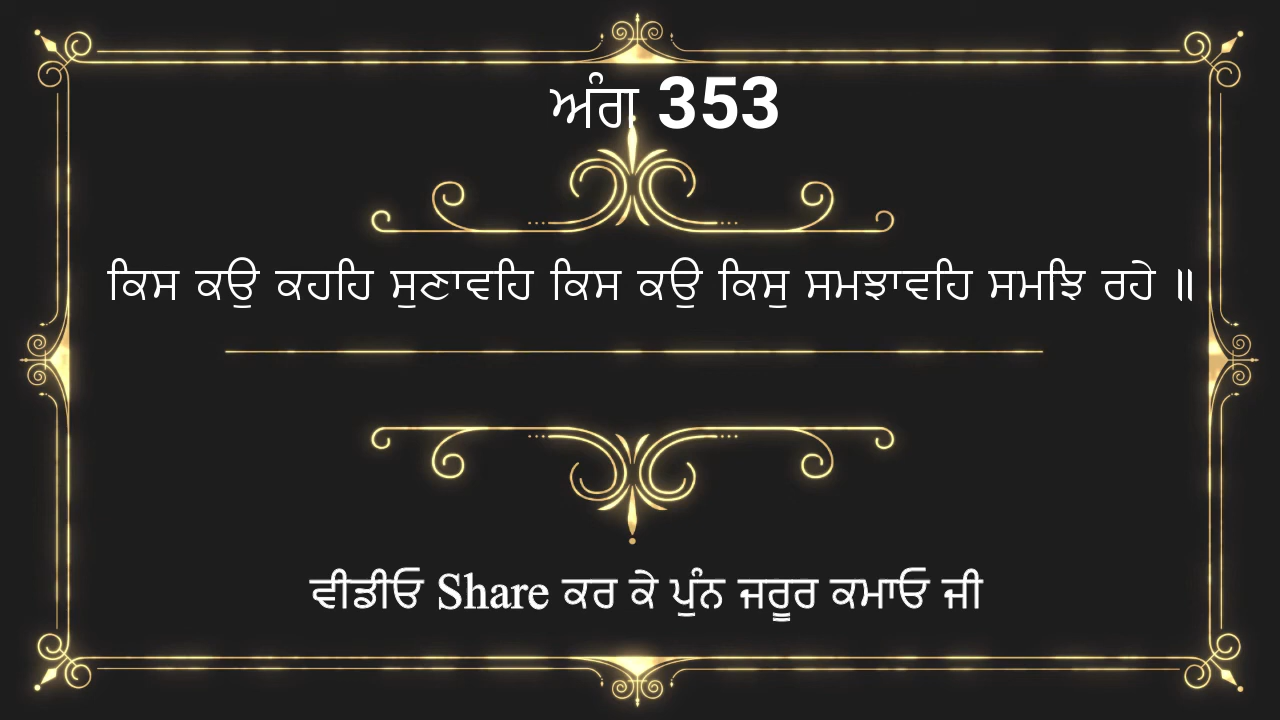 ਅੰਗ 353
ਕਿਸ ਕਉ ਕਹਹਿ ਸੁਣਾਵਹਿ ਕਿਸ ਕਉ ਕਿਸੁ ਸਮਝਾਵਹਿ ਸਮਝਿ ਰਹੇ ॥
ਵੀਡੀਓ Share ਕਰ ਕੇ ਪੁੰਨ ਜਰੂਰ ਕਮਾਓ ਜੀ